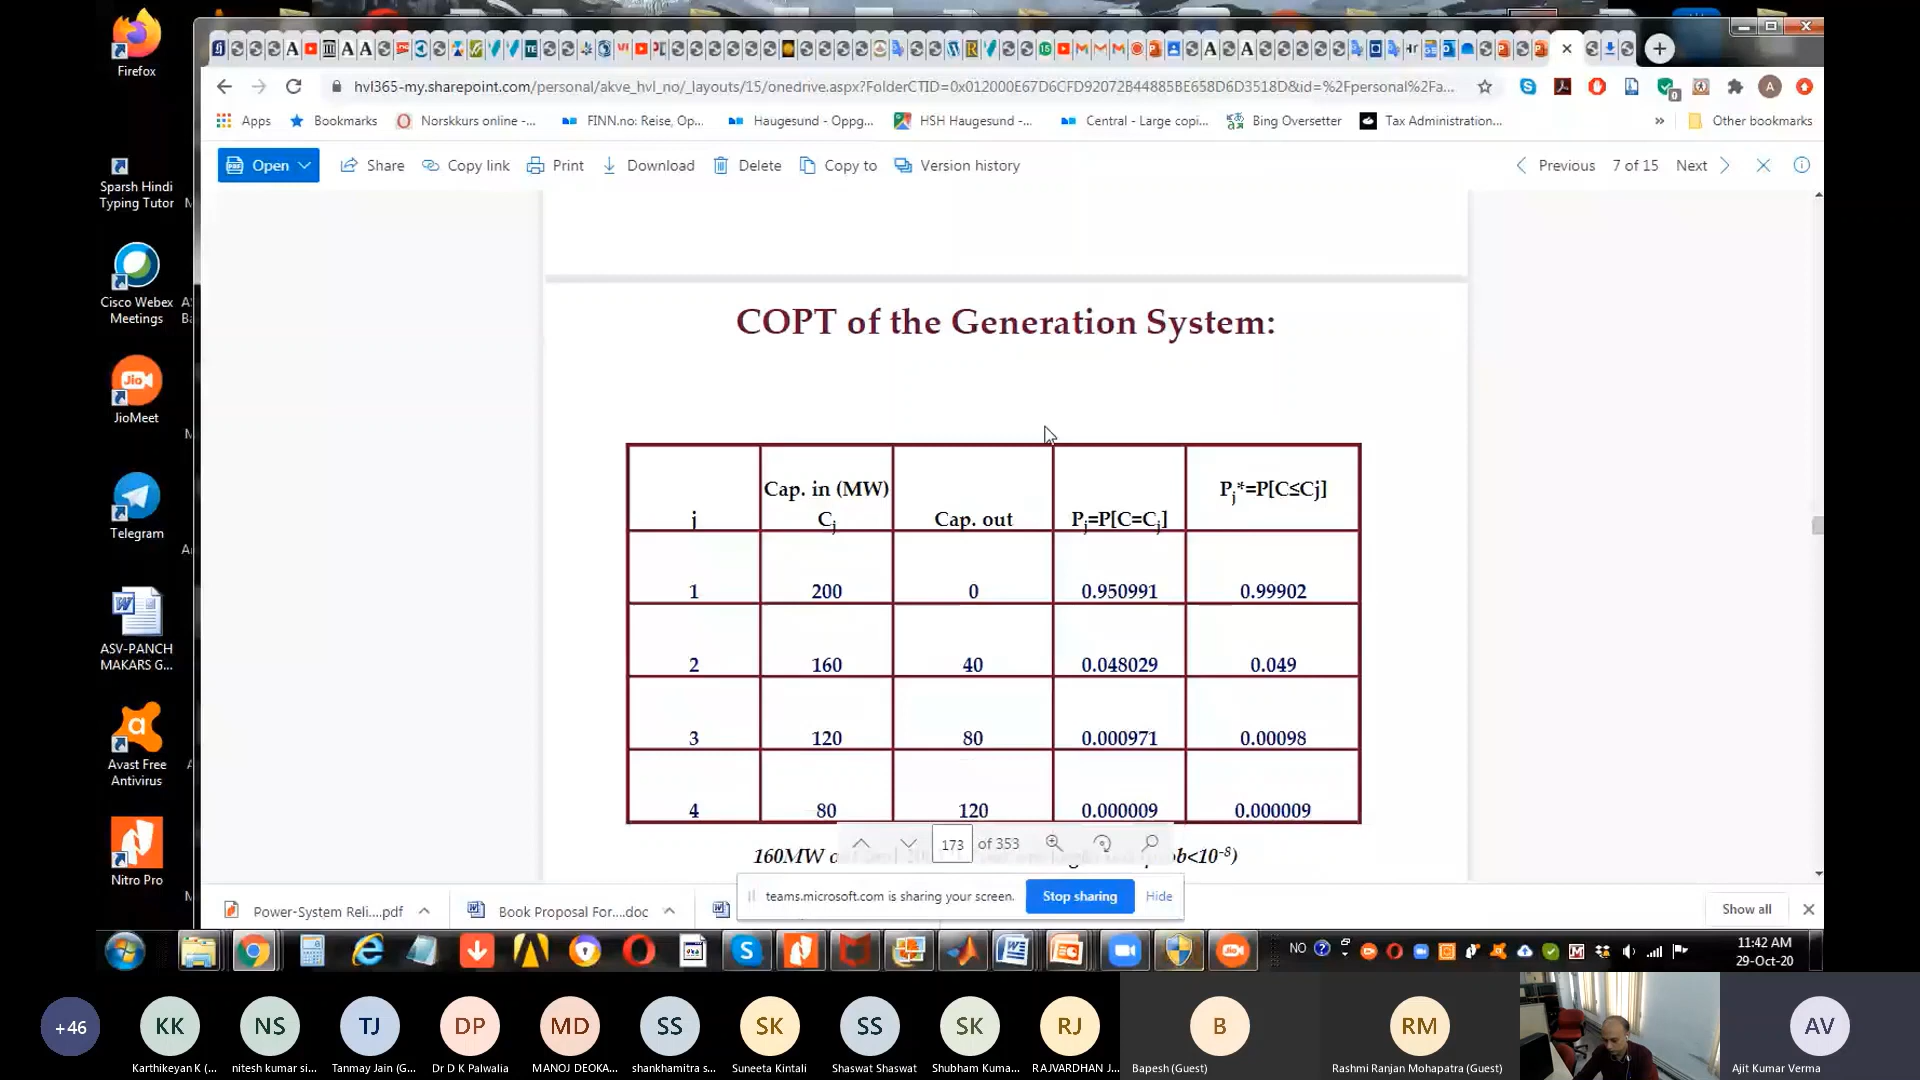 Firefox
hvl365-my.sharepoint.com/personal/akve_hvl_no/_layouts/15/onedrive.aspx?FolderCTID=0x012000E67D6CFD92072B44885BE658D6D3518D&id=%2Fpersonal%2Fa...
Apps Bookmarks Norskkurs online -... FINN.no: Reise, Op... Haugesund - Oppg... HSH Haugesund -... Central - Large copi... Bing Oversetter Tax Administration... » Other bookmarks
Open Share Copy link Print Download Delete Copy to Version history Previous 7 of 15 Next
Sparsh Hindi
Typing Tutor
Cisco Webex
Meetings
JioMeet
Telegram
ASV-PANCH
MAKARS G...
Avast Free
Antivirus
Nitro Pro
COPT of the Generation System:
j Cap. in (MW) Cj Cap. out Pj=P[C=Cj] Pj*=P[C≤Cj]
1 200 0 0.950991 0.99902
2 160 40 0.048029 0.049
3 120 80 0.000971 0.00098
4 80 120 0.000009 0.000009
173 of 353
160MW
b<10-8)
teams.microsoft.com is sharing your screen. Stop sharing Hide
Power-System Reli....pdf Book Proposal For....doc Show all
NO 11:42 AM
29-Oct-20
+46 KK NS TJ DP MD SS SK SS SK RJ B RM AV
Karthikeyan K (... nitesh kumar si... Tanmay Jain (G... Dr D K Palwalia MANOJ DEOKA... shankhamitra s... Suneeta Kintali Shaswat Shaswat Shubham Kuma... RAJVARDHAN J... Bapesh (Guest) Rashmi Ranjan Mohapatra (Guest) Ajit Kumar Verma